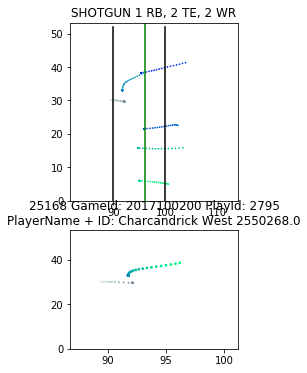 SHOTGUN 1 RB, 2 TE, 2 WR
50
40
30
20
10
0
90 100 110
25168 GameId: 2017100200 PlayId: 2795
PlayerName + ID: Charcandrick West 2550268.0
40
20
0
90 95 100